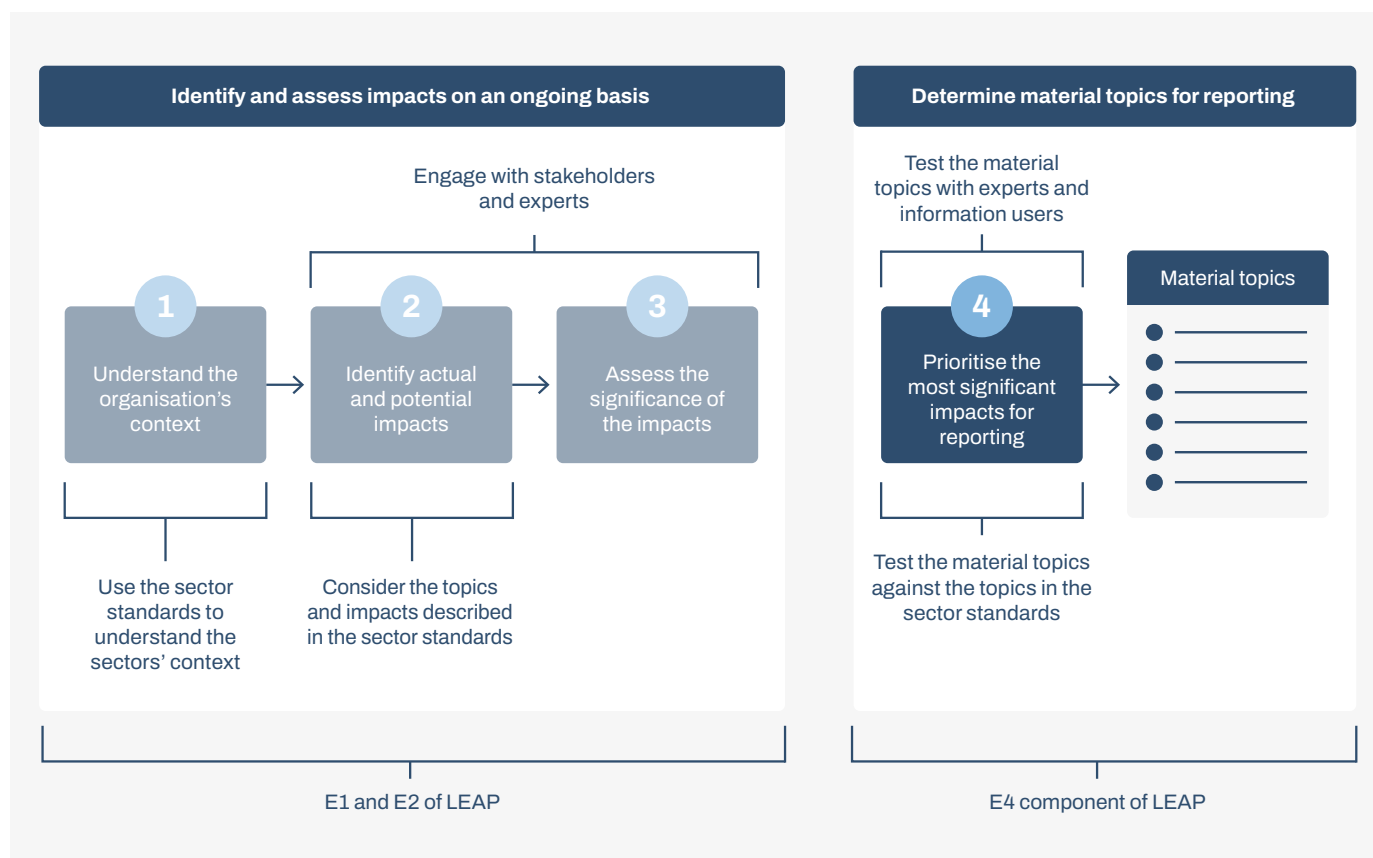 Identify and assess impacts on an ongoing basis
Engage with stakeholders
and experts
1
Understand the
organisation’s
context
2
Identify actual
and potential
impacts
3
Assess the
significance of
the impacts
Use the sector
standards to
understand the
sectors’ context
Consider the topics
and impacts described
in the sector standards
E1 and E2 of LEAP
Determine material topics for reporting
Test the material
topics with experts and
information users
4
Prioritise the
most significant
impacts for
reporting
Material topics
Test the material topics
against the topics in the
sector standards
E4 component of LEAP